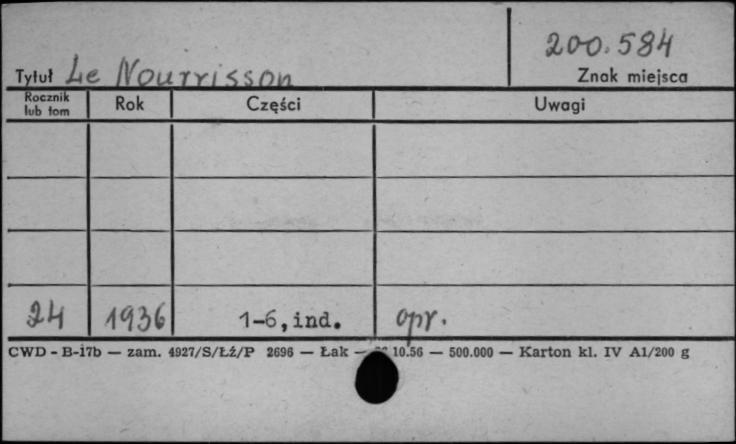 200.584
Tytuł Le Nourrisson Znak miejsca
Rocznik lub tom Rok Części Uwagi
24 1936 1-6, ind. opr.
CWD - B-17b — zam. 4927/S/Łź/P 2696 — Łak — 10.56 — 500.000 — Karton kl. IV A1/200 g